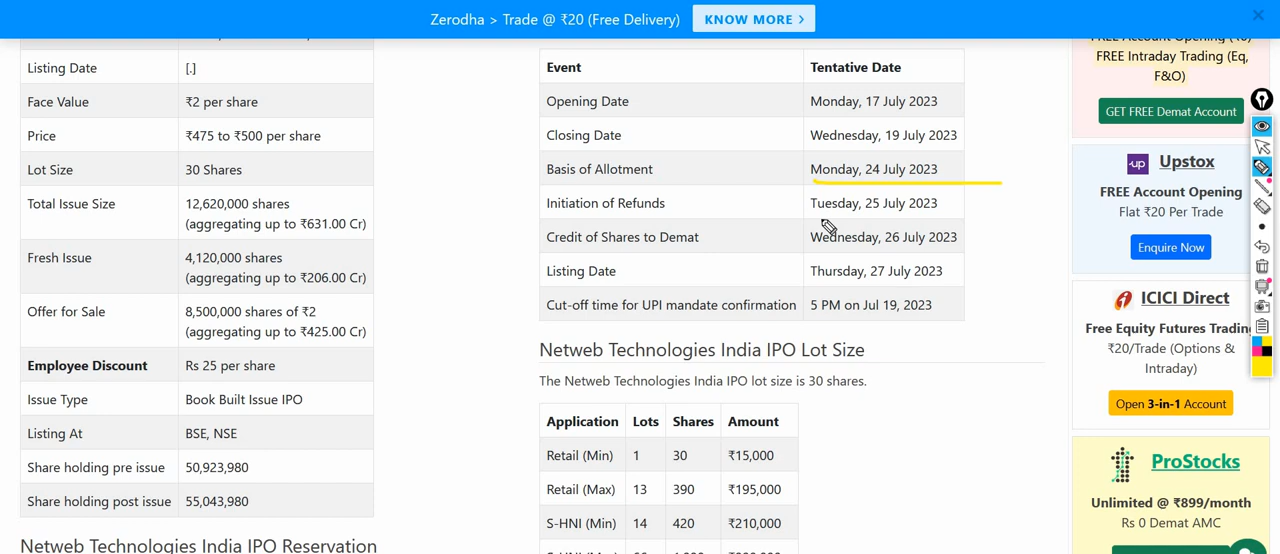 Zerodha > Trade @ ₹20 (Free Delivery) KNOW MORE >
Listing Date [.]
Face Value ₹2 per share
Price ₹475 to ₹500 per share
Lot Size 30 Shares
Total Issue Size 12,620,000 shares
(aggregating up to ₹631.00 Cr)
Fresh Issue 4,120,000 shares
(aggregating up to ₹206.00 Cr)
Offer for Sale 8,500,000 shares of ₹2
(aggregating up to ₹425.00 Cr)
Employee Discount Rs 25 per share
Issue Type Book Built Issue IPO
Listing At BSE, NSE
Share holding pre issue 50,923,980
Share holding post issue 55,043,980
Netweb Technologies India IPO Reservation
Event Tentative Date
Opening Date Monday, 17 July 2023
Closing Date Wednesday, 19 July 2023
Basis of Allotment Monday, 24 July 2023
Initiation of Refunds Tuesday, 25 July 2023
Credit of Shares to Demat Wednesday, 26 July 2023
Listing Date Thursday, 27 July 2023
Cut-off time for UPI mandate confirmation 5 PM on Jul 19, 2023
Netweb Technologies India IPO Lot Size
The Netweb Technologies India IPO lot size is 30 shares.
Application Lots Shares Amount
Retail (Min) 1 30 ₹15,000
Retail (Max) 13 390 ₹195,000
S-HNI (Min) 14 420 ₹210,000
FREE Intraday Trading (Eq,
F&O)
GET FREE Demat Account
up Upstox
FREE Account Opening
Flat ₹20 Per Trade
Enquire Now
ICICI Direct
Free Equity Futures Trading
₹20/Trade (Options &
Intraday)
Open 3-in-1 Account
ProStocks
Unlimited @ ₹899/month
Rs 0 Demat AMC